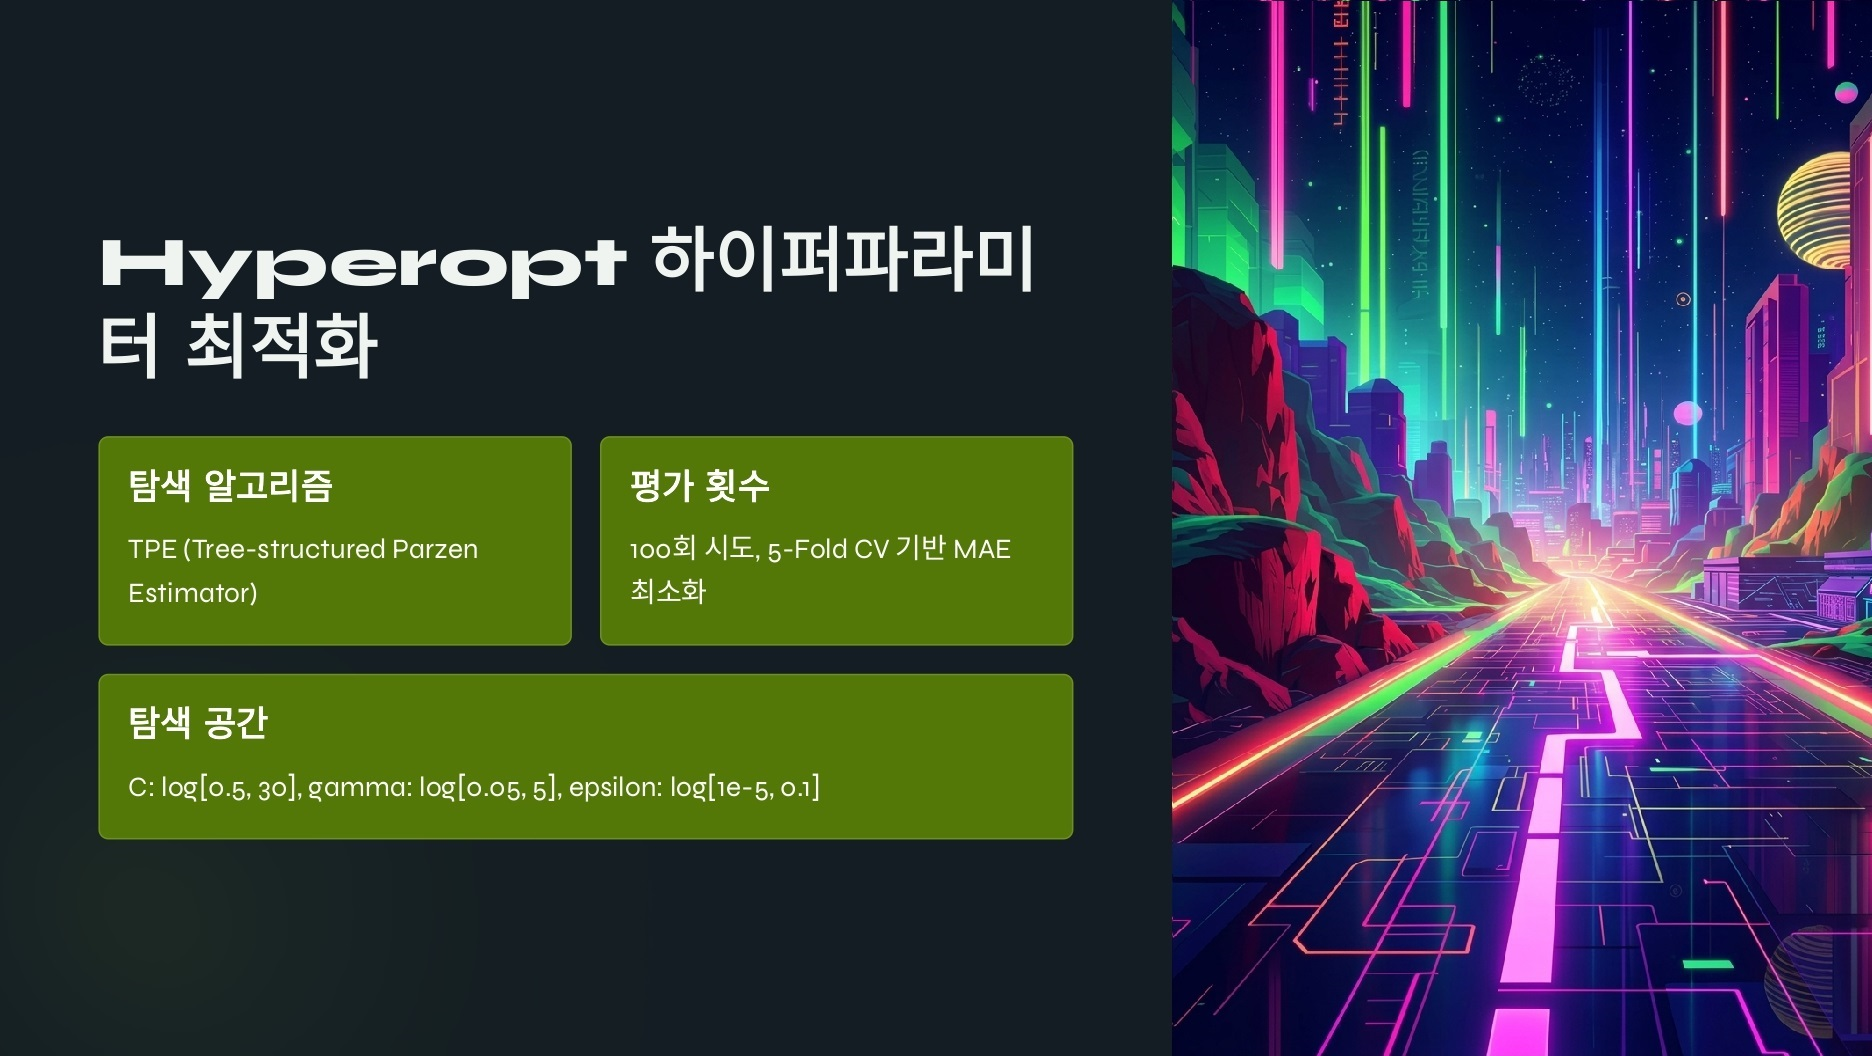 Hyperopt 하이퍼파라미
터 최적화
탐색 알고리즘
TPE (Tree-structured Parzen
Estimator)
평가 횟수
100회 시도, 5-Fold CV 기반 MAE
최소화
탐색 공간
C: log[0.5, 30], gamma: log[0.05, 5], epsilon: log[1e-5, 0.1]